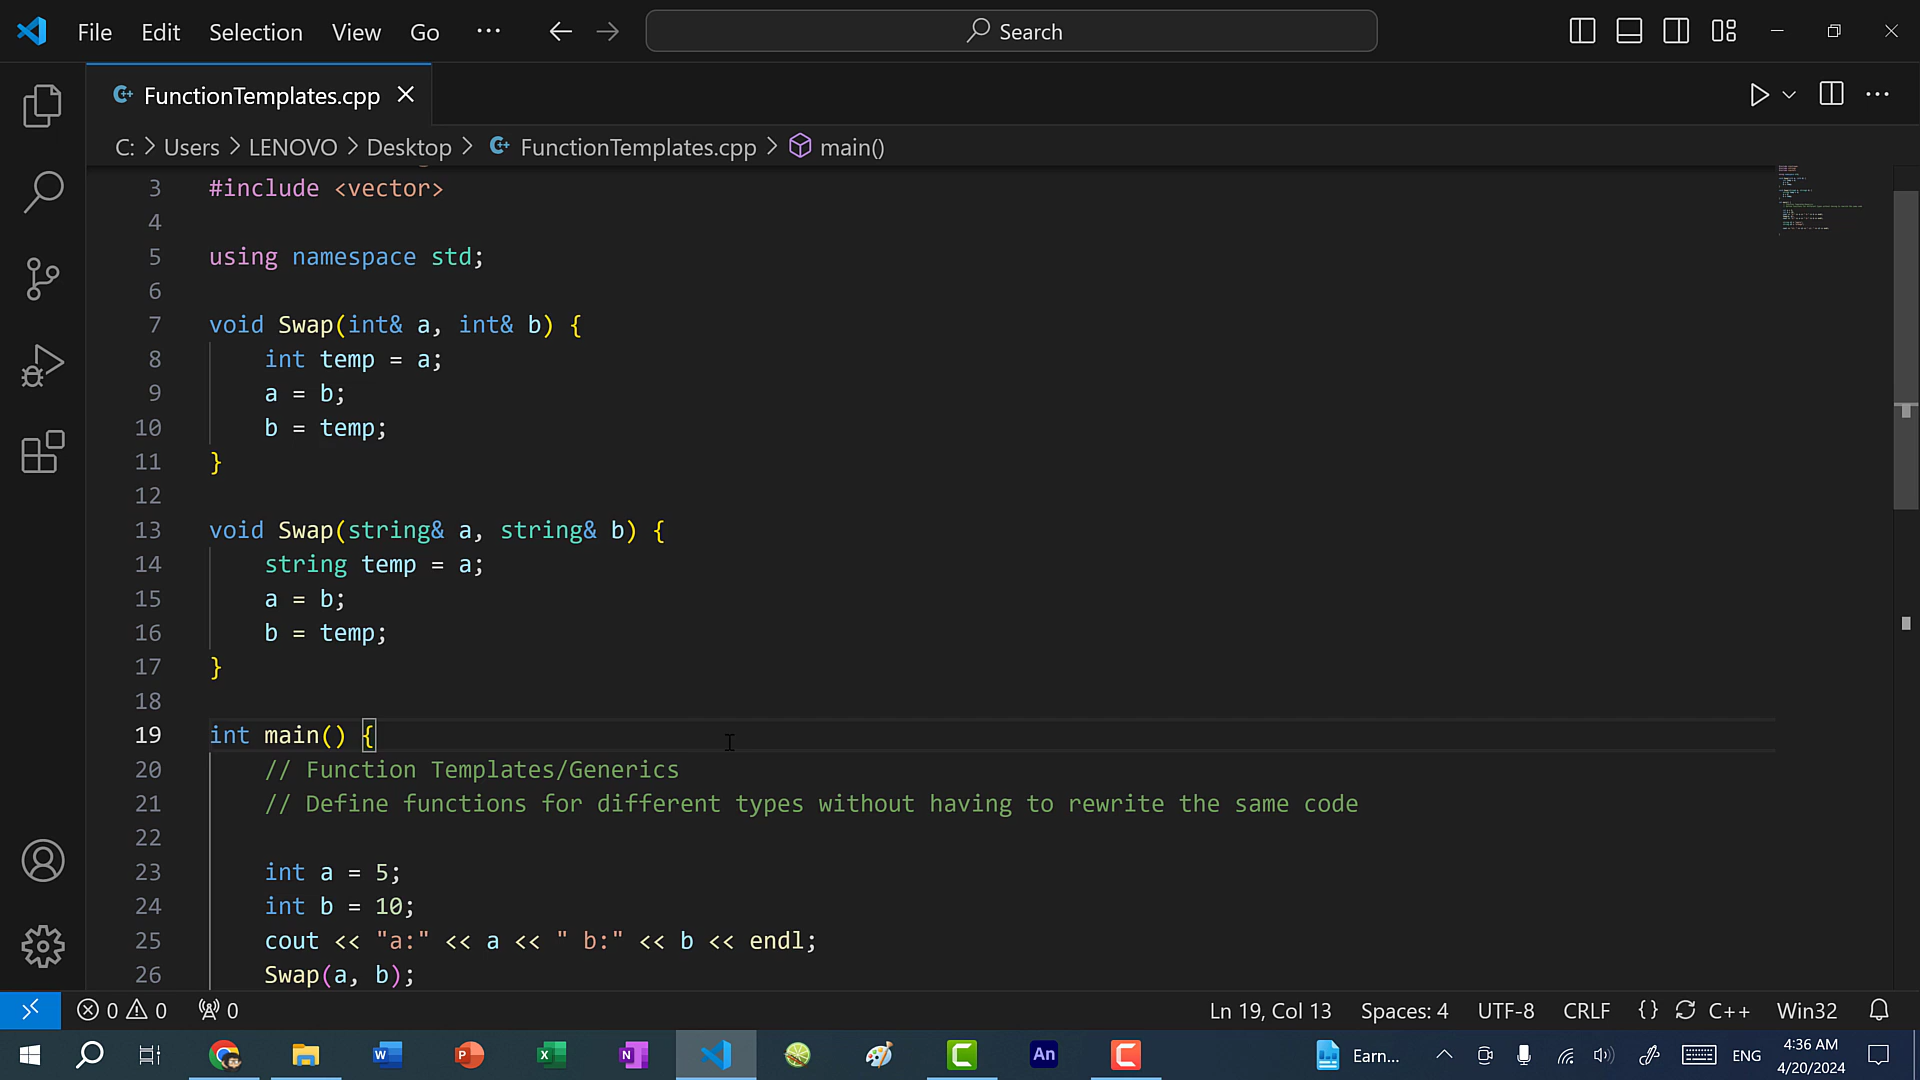 File Edit Selection View Go ··· Search
FunctionTemplates.cpp
C: > Users > LENOVO > Desktop > FunctionTemplates.cpp > main()
3 #include <vector>
4
5 using namespace std;
6
7 void Swap(int& a, int& b) {
8 int temp = a;
9 a = b;
10 b = temp;
11 }
12
13 void Swap(string& a, string& b) {
14 string temp = a;
15 a = b;
16 b = temp;
17 }
18
19 int main() {
20 // Function Templates/Generics
21 // Define functions for different types without having to rewrite the same code
22
23 int a = 5;
24 int b = 10;
25 cout << "a:" << a << " b:" << b << endl;
26 Swap(a, b);
0 0 0 Ln 19, Col 13 Spaces: 4 UTF-8 CRLF {} C++ Win32
Earn... ENG 4:36 AM
4/20/2024